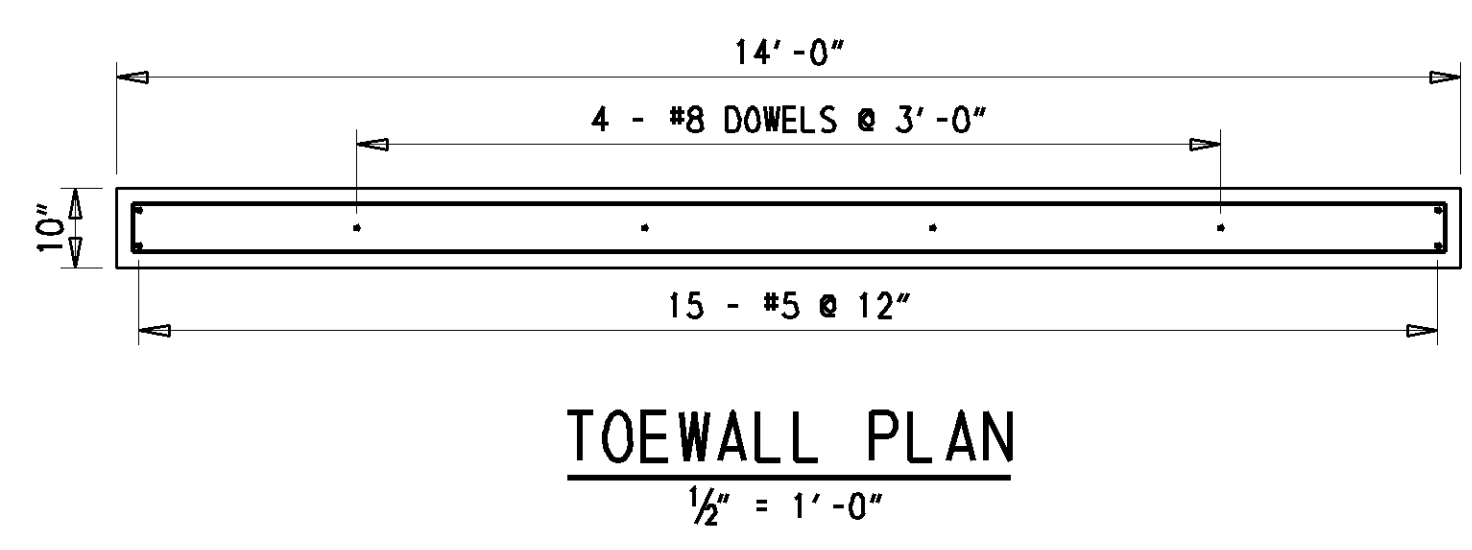 14'-0"
4 - #8 DOWELS @ 3'-0"
10"
15 - #5 @ 12"
TOEWALL PLAN
½" = 1'-0"